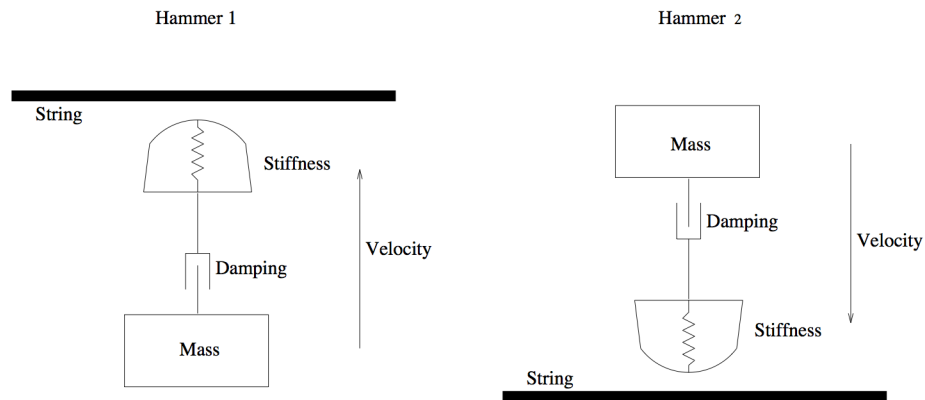 Hammer 1
String
Stiffness
Velocity
Damping
Mass
Hammer 2
Mass
Damping
Velocity
Stiffness
String